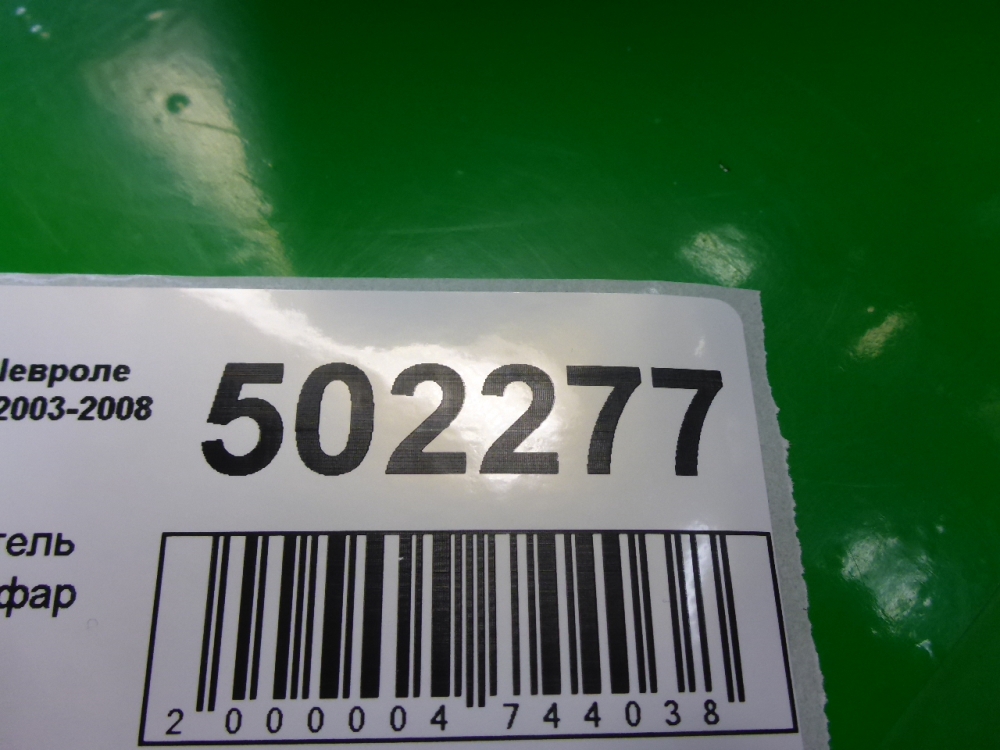 евроле
2003-2008
502277
тель
фар
2 000004 744038